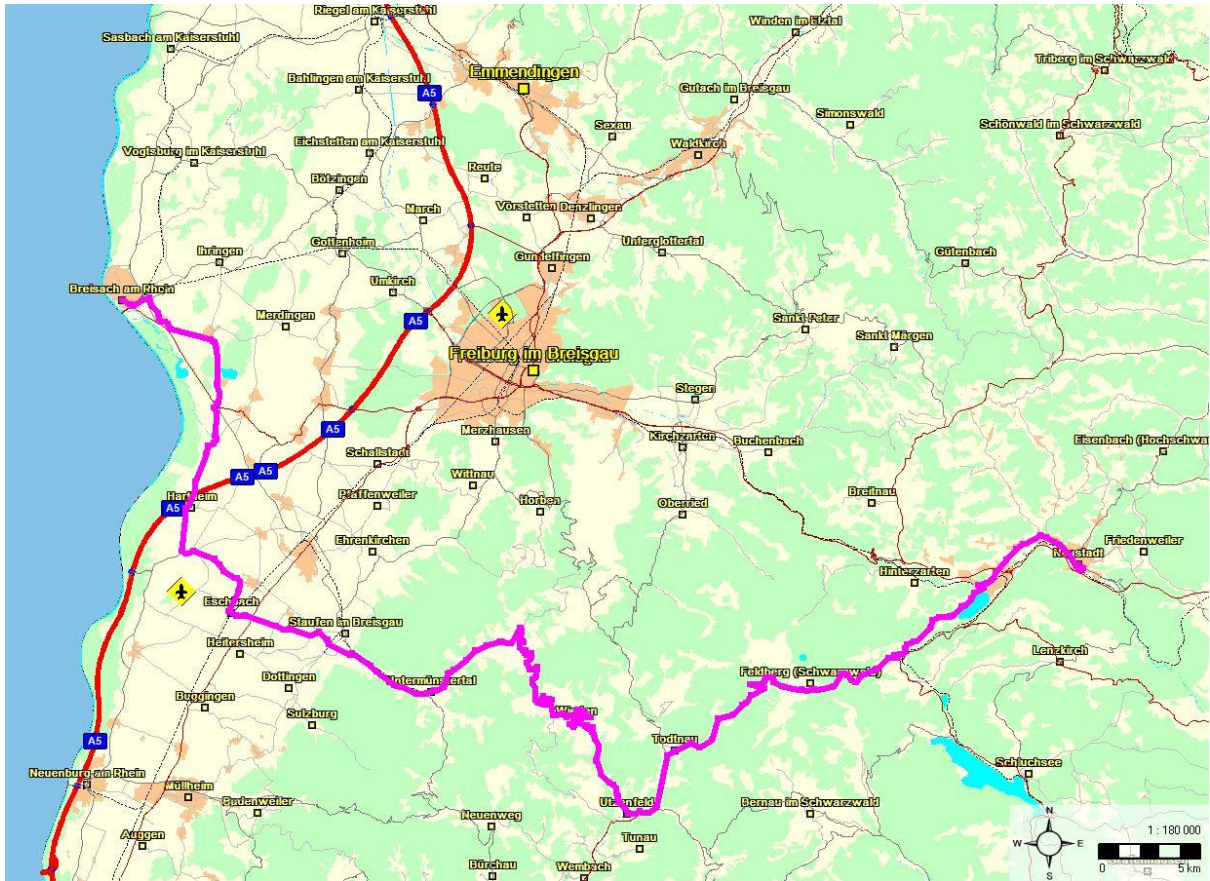 Riegel am Kaiserstuhl
Winden im Elztal
Sasbach am Kaiserstuhl
Triberg im Schwarzwald
Emmendingen
Bahlingen am Kaiserstuhl
A5
Gutach im Breisgau
Simonswald
Sexau
Schönwald im Schwarzwald
Eichstetten am Kaiserstuhl
Vogtsburg im Kaiserstuhl
Waldkirch
Reute
Bötzingen
March
Vörstetten
Denzlingen
Ihringen
Gottenheim
Unterglottertal
Gütenbach
Gundelfingen
Breisach am Rhein
Umkirch
Merdingen
A5
Sankt Peter
Sankt Märgen
Freiburg im Breisgau
Stegen
A5
Merzhausen
Kirchzarten
Buchenbach
Eisenbach (Hochschwar
Schallstadt
A5
A5
Wittnau
Pfaffenweiler
Hartheim
A5
Horben
Oberried
Breitnau
Ehrenkirchen
Neustadt
Friedenweiler
Hinterzarten
Eschbach
Staufen im Breisgau
Heitersheim
Lenzkirch
Dottingen
Untermünstertal
Feldberg (Schwarzwald)
Buggingen
Sulzburg
A5
Todtnau
Schluchsee
Neuenburg am Rhein
Müllheim
Badenweiler
Utzenfeld
Bernau im Schwarzwald
Neuenweg
N
Auggen
Tunau
W
E
1 : 180 000
Bürchau
Wembach
S
0
5 km